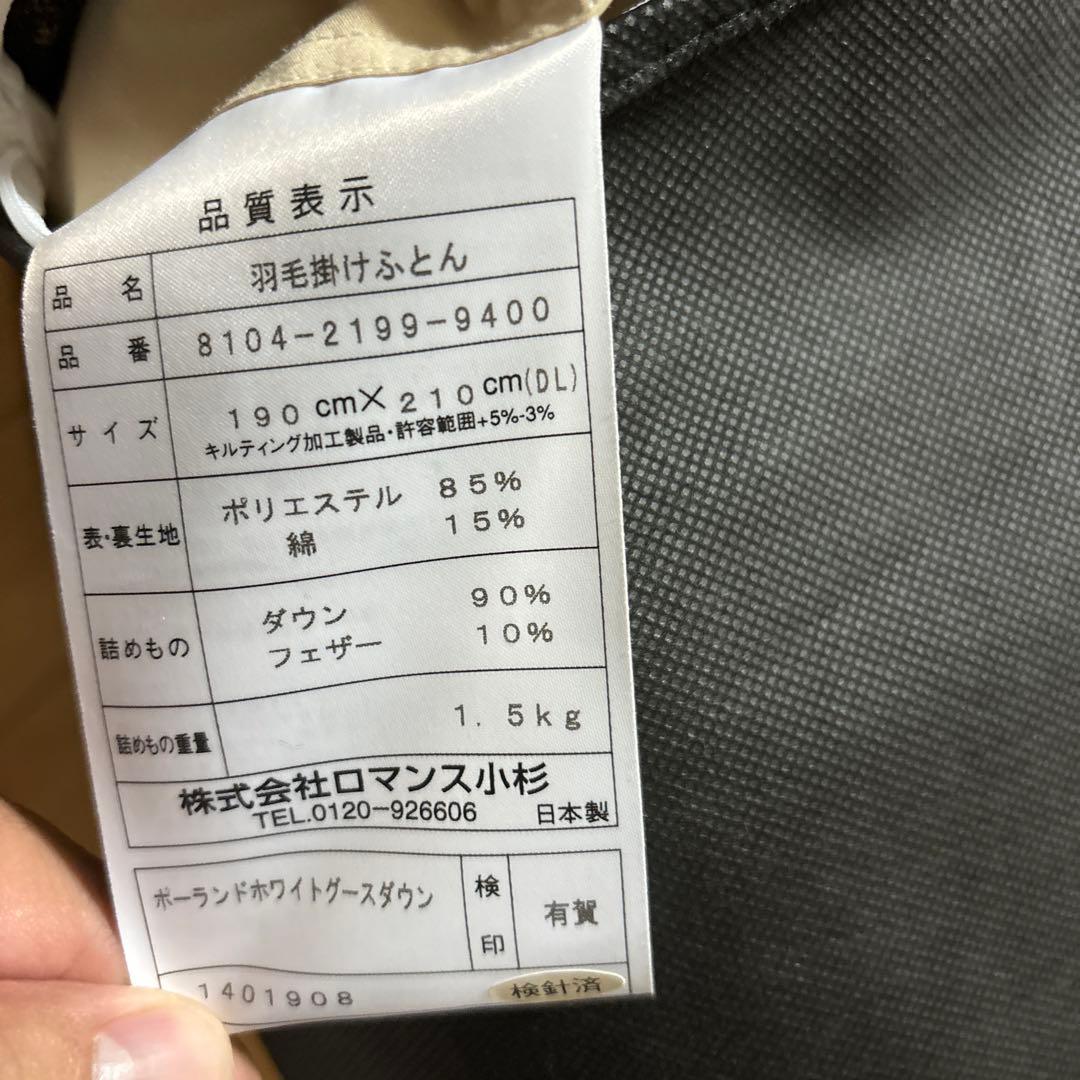 品質表示
品名 羽毛掛けふとん
品番 8104-2199-9400
サイズ 190cm×210cm(DL)
キルティング加工製品・許容範囲+5%-3%
表・裏生地 ポリエステル 85%
綿 15%
詰めもの ダウン 90%
フェザー 10%
詰めもの重量 1.5kg
株式会社ロマンス小杉
TEL.0120-926606 日本製
ポーランドホワイトグースダウン 検印 有賀
1401908 検針済